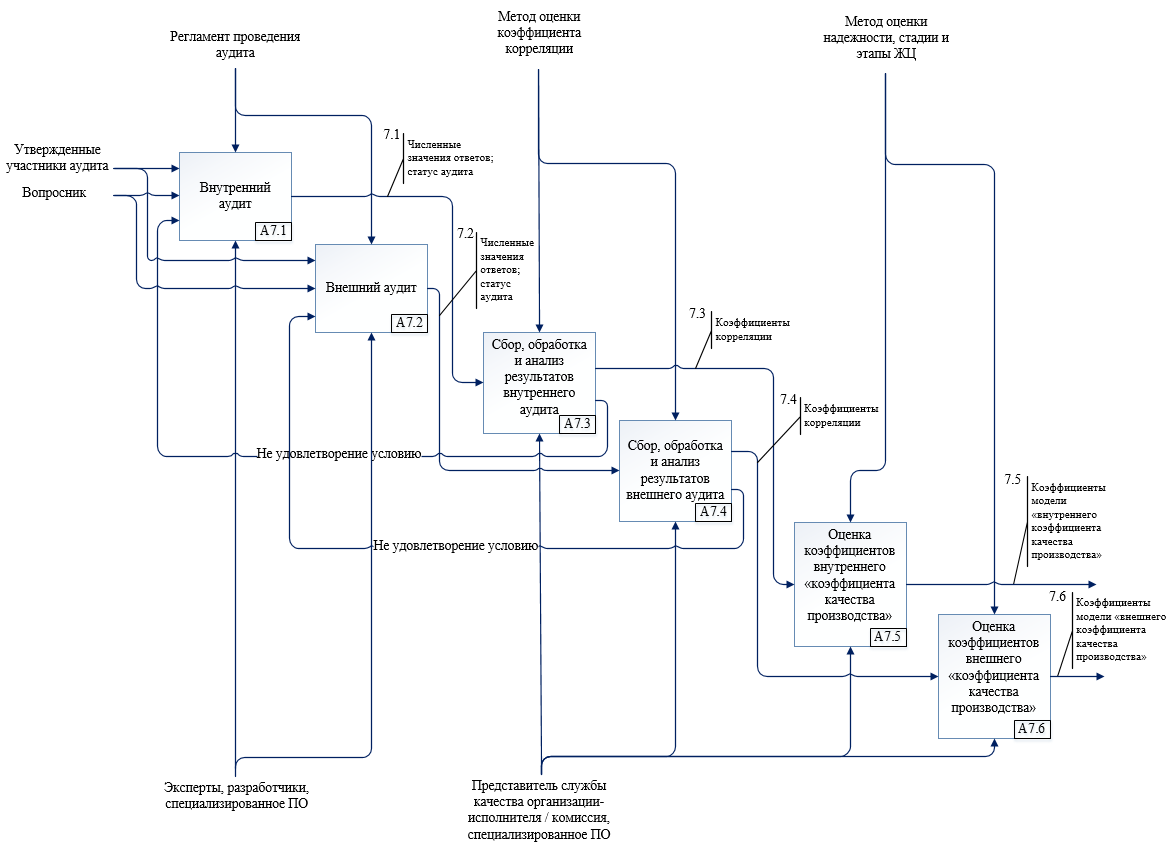 Регламент проведения
аудита
Метод оценки
коэффициента
корреляции
Метод оценки
надежности, стадии и
этапы ЖЦ
Утвержденные
участники аудита
Вопросник
Внутренний
аудит
А7.1
7.1
Численные
значения ответов;
статус аудита
Внешний аудит
А7.2
7.2
Численные
значения
ответов;
статус
аудита
Сбор, обработка
и анализ
результатов
внутреннего
аудита
А7.3
7.3
Коэффициенты
корреляции
Не удовлетворение условию
Сбор, обработка
и анализ
результатов
внешнего аудита
А7.4
7.4
Коэффициенты
корреляции
Не удовлетворение условию
Оценка
коэффициентов
внутреннего
«коэффициента
качества
производства»
А7.5
7.5
Коэффициенты
модели
«внутреннего
коэффициента
качества
производства»
Оценка
коэффициентов
внешнего
«коэффициента
качества
производства»
А7.6
7.6
Коэффициенты
модели «внешнего
коэффициента
качества
производства»
Эксперты, разработчики,
специализированное ПО
Представитель службы
качества организации-
исполнителя / комиссия,
специализированное ПО